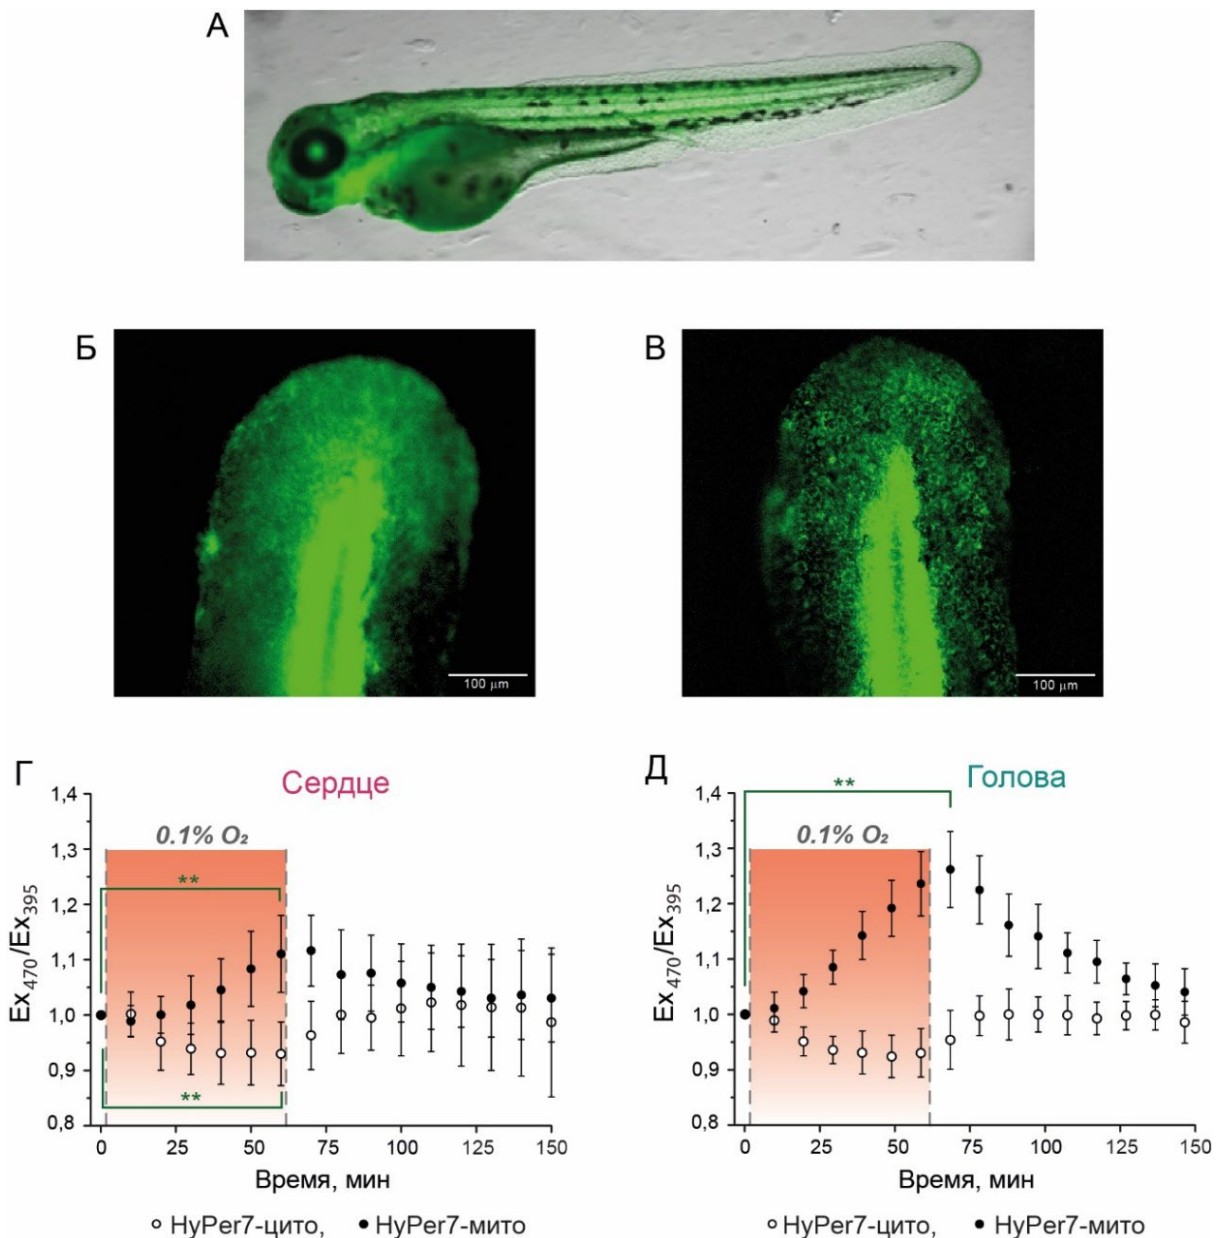 А
Б
В
100 μm
100 μm
Г
Сердце
Ex470/Ex395
1,4
1,3
1,2
1,1
1,0
0,9
0,8
0.1% O₂
**
**
0
25
50
75
100
125
150
Время, мин
HyPer7-цито,
HyPer7-мито
Д
Голова
Ex470/Ex395
1,4
1,3
1,2
1,1
1,0
0,9
0,8
**
0.1% O₂
0
25
50
75
100
125
150
Время, мин
HyPer7-цито,
HyPer7-мито